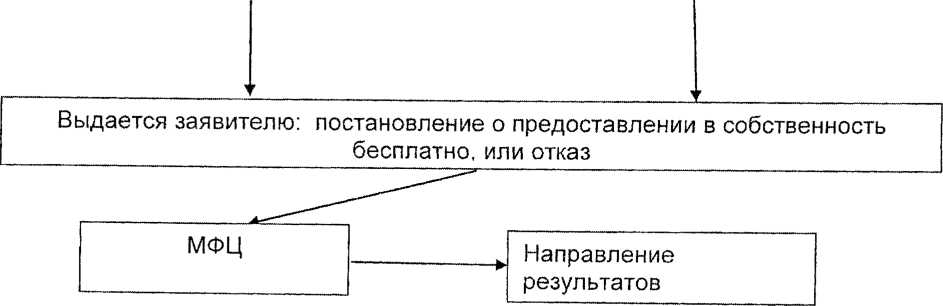 Выдается заявителю: постановление о предоставлении в собственность
бесплатно, или отказ
МФЦ
Направление
результатов